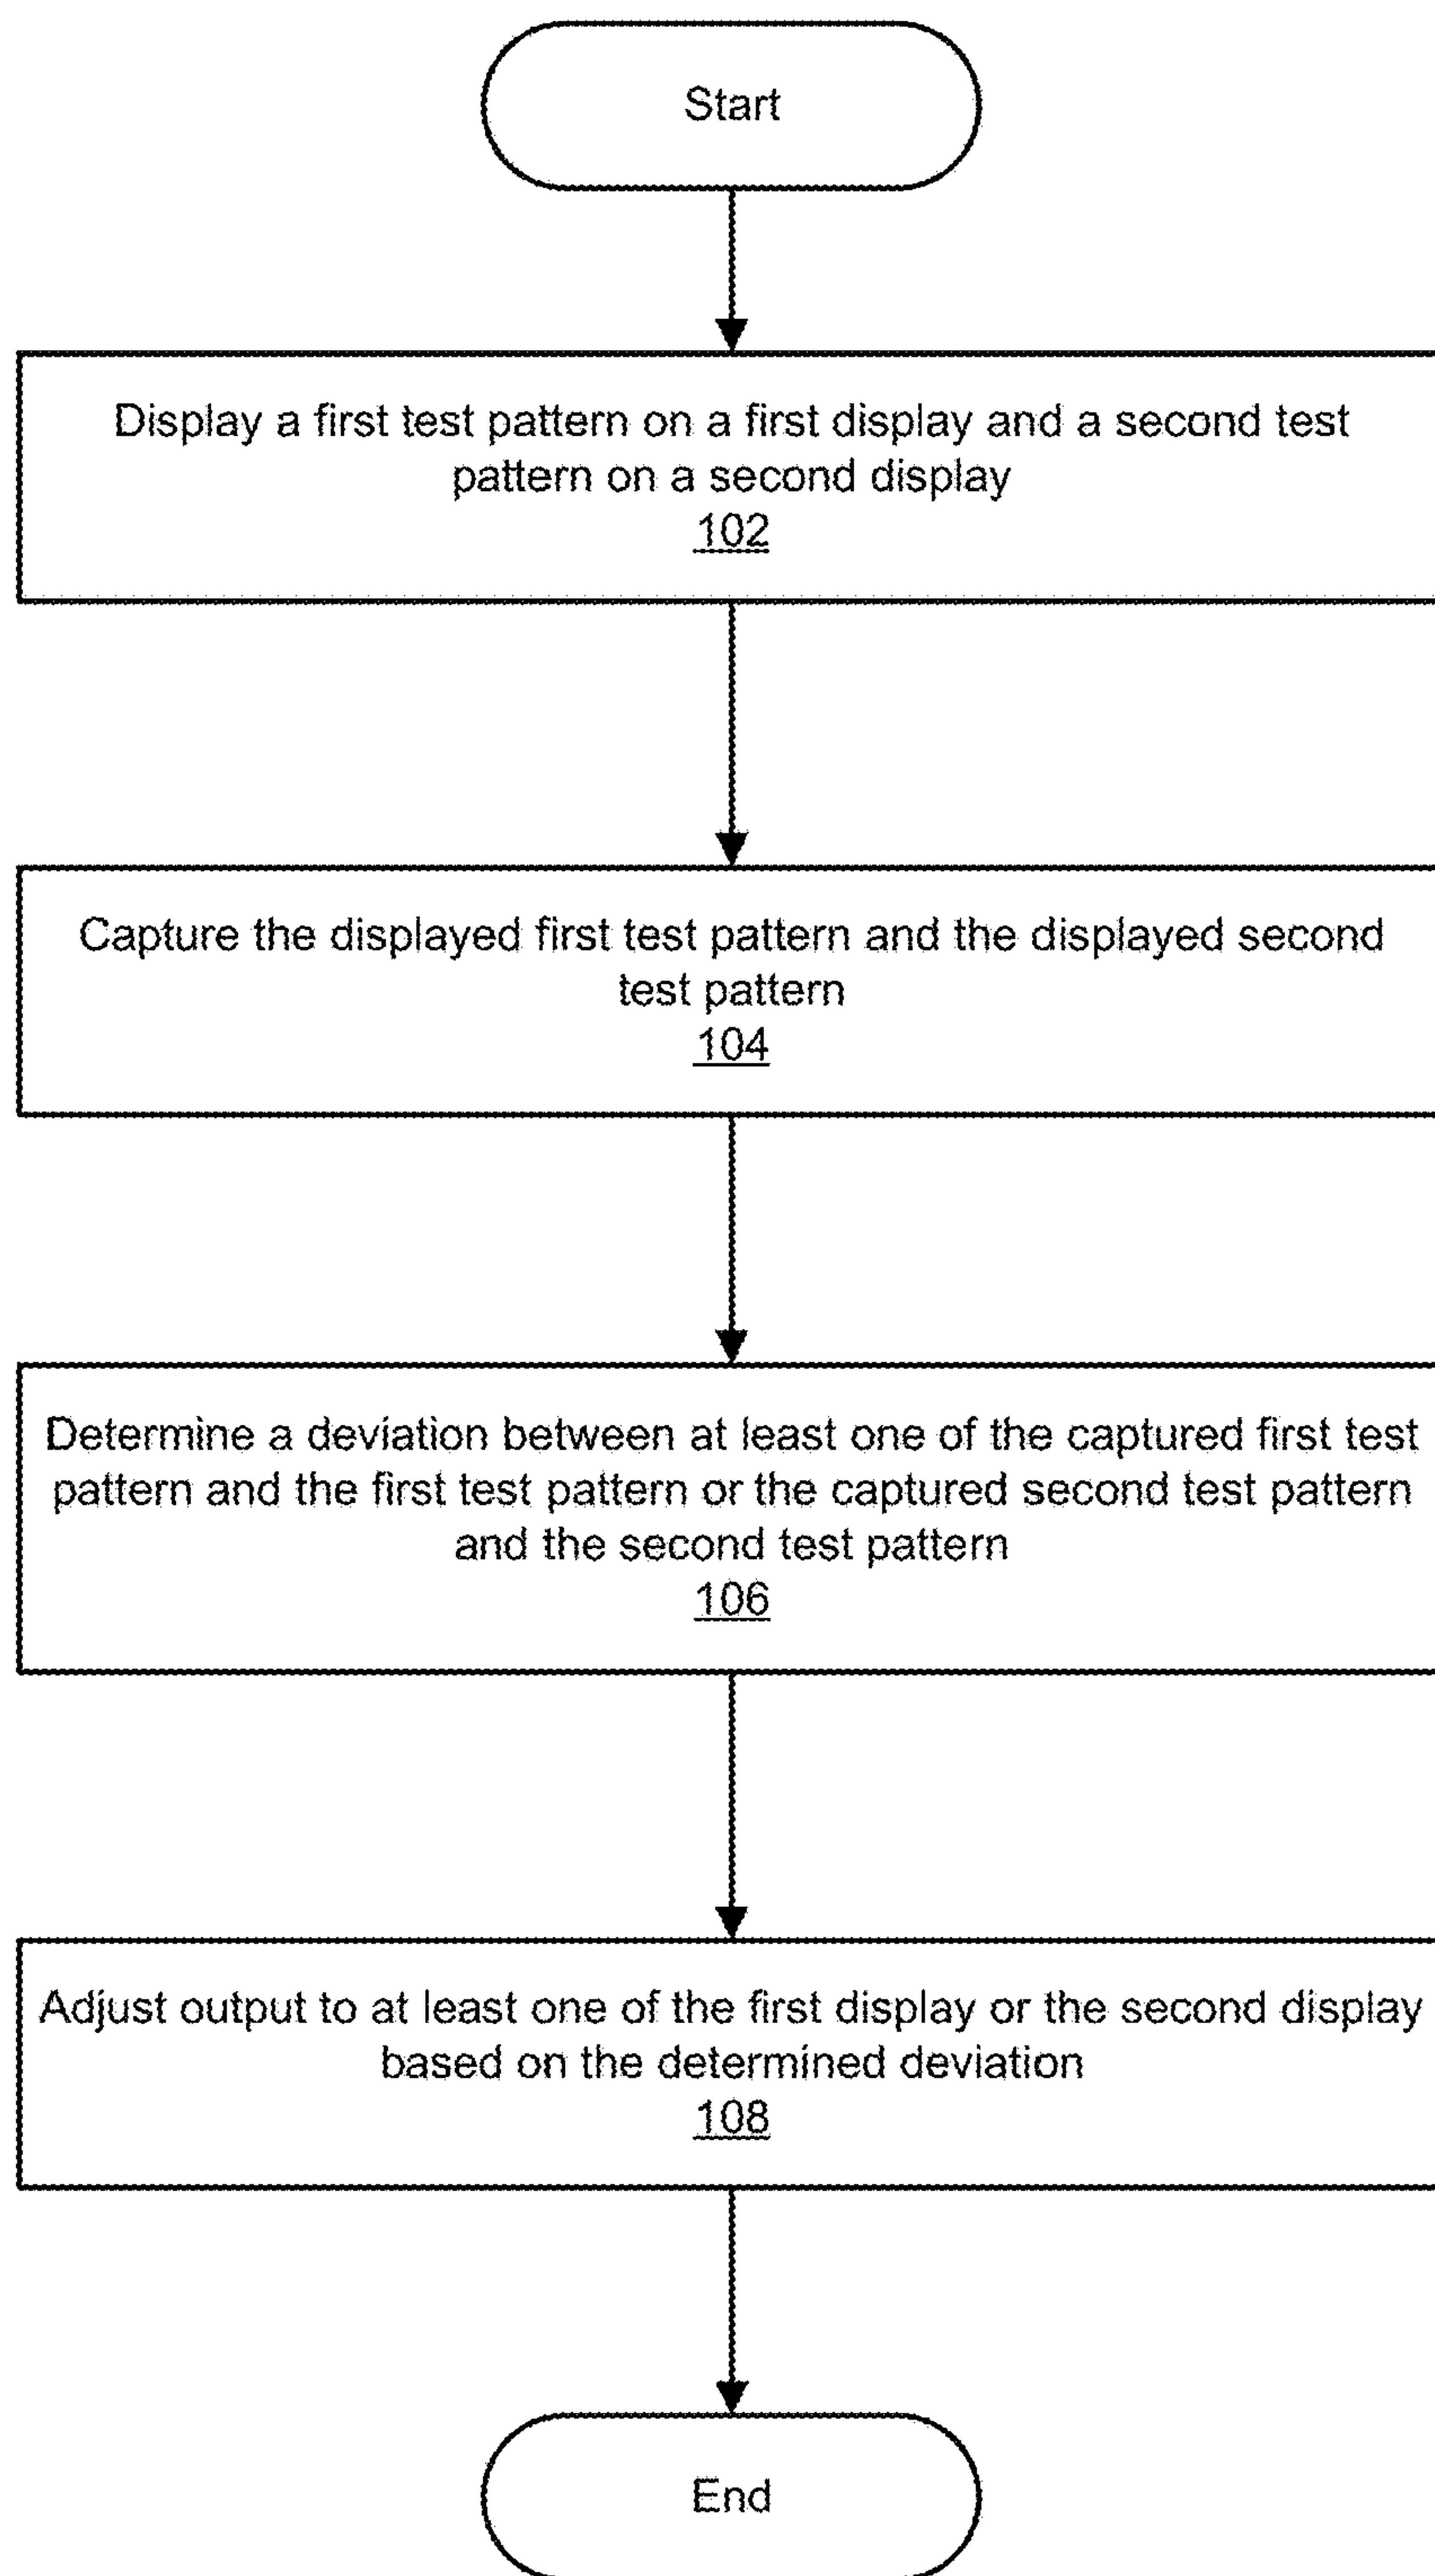 Start
Display a first test pattern on a first display and a second test
pattern on a second display
102
Capture the displayed first test pattern and the displayed second
test pattern
104
Determine a deviation between at least one of the captured first test
pattern and the first test pattern or the captured second test pattern
and the second test pattern
106
Adjust output to at least one of the first display or the second display
based on the determined deviation
108
End